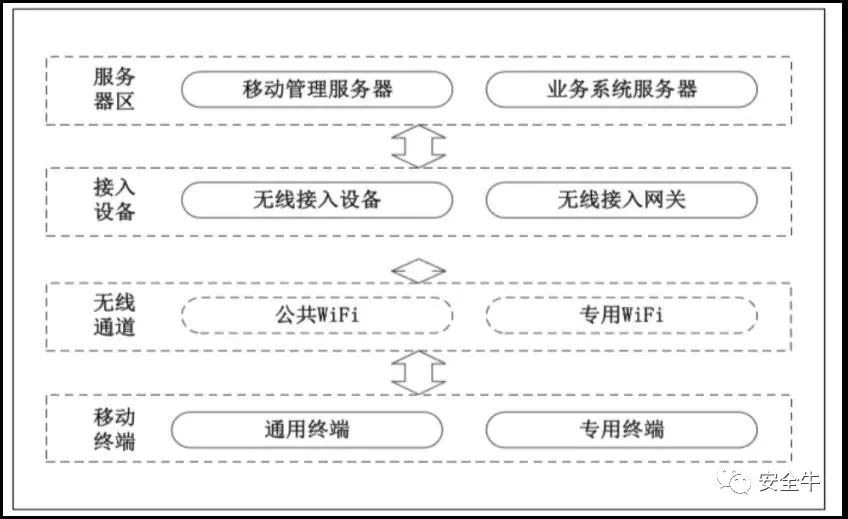 服务
器区
移动管理服务器
业务系统服务器
接入
设备
无线接入设备
无线接入网关
无线
通道
公共WiFi
专用WiFi
移动
终端
通用终端
专用终端
安全牛